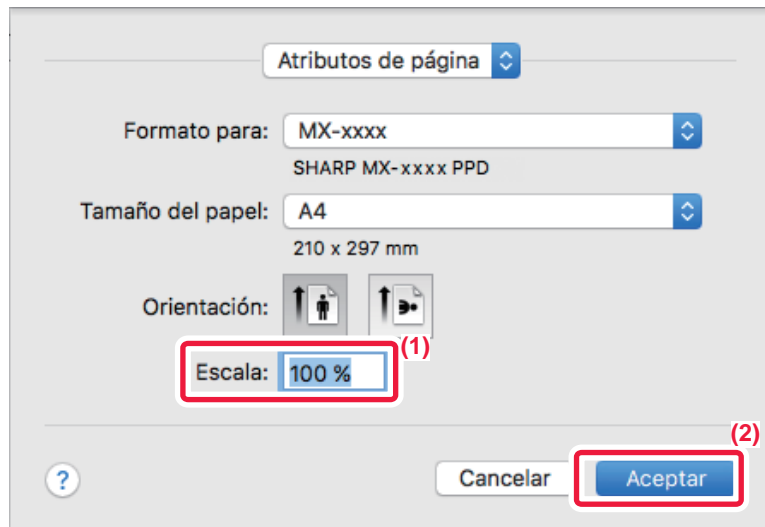 Atributos de página
Formato para: MX-xxxx
SHARP MX-xxxx PPD
Tamaño del papel: A4
210 x 297 mm
Orientación:
(1)
Escala: 100 %
(2)
? Cancelar Aceptar